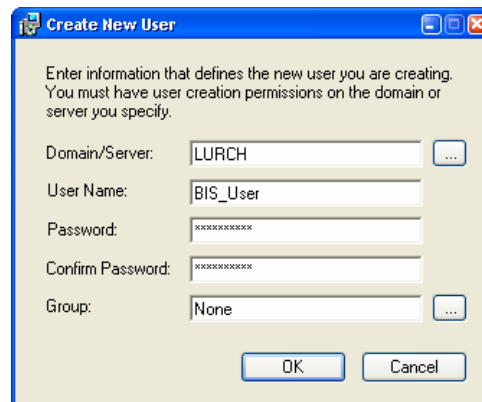 Create New User
Enter information that defines the new user you are creating.
You must have user creation permissions on the domain or
server you specify.
Domain/Server: LURCH ...
User Name: BIS_User
Password: **********
Confirm Password: **********
Group: None ...
OK Cancel